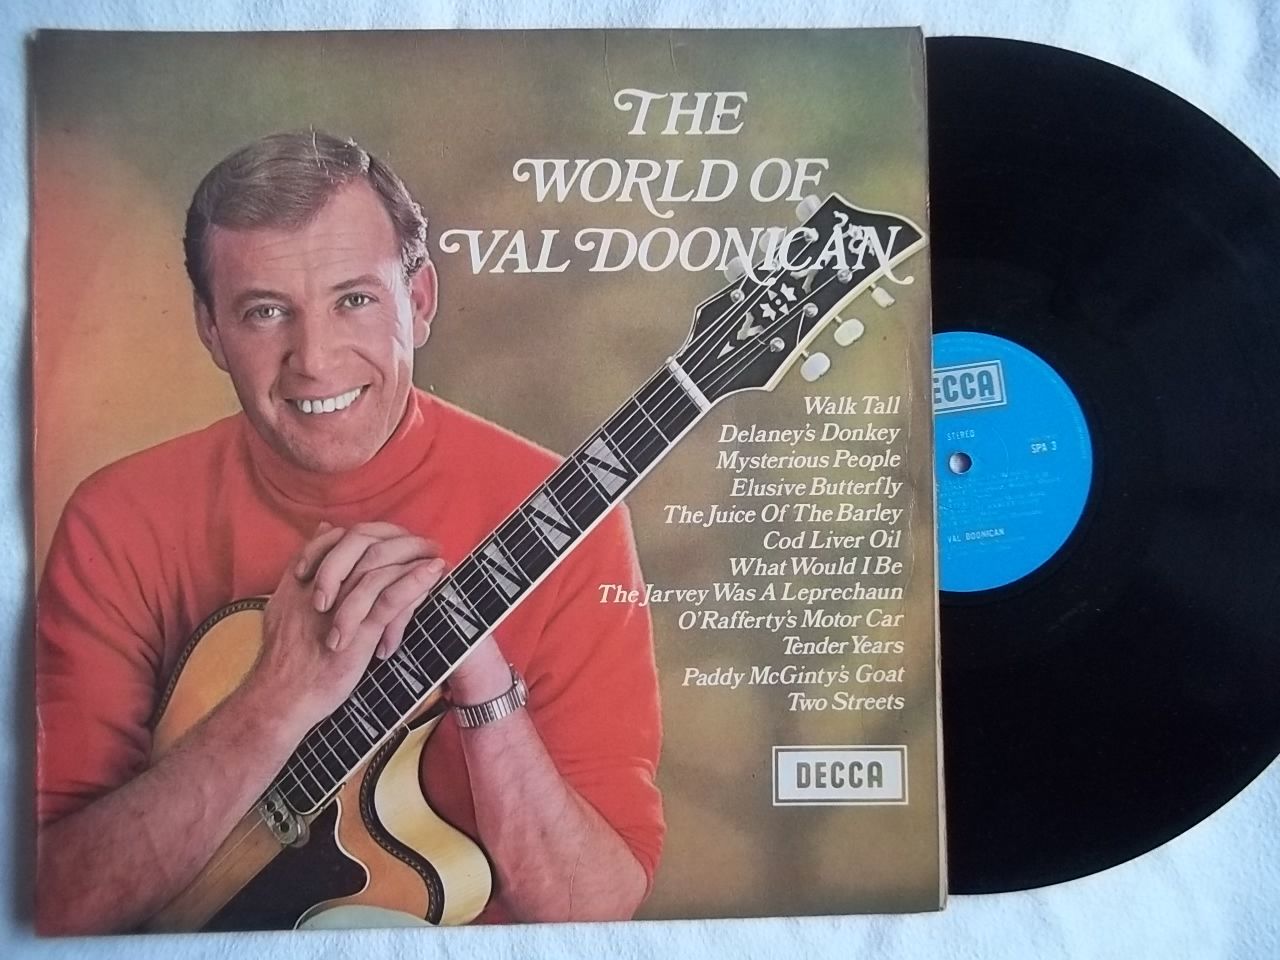 THE
WORLD OF
VAL DOONICAN
Walk Tall
Delaney's Donkey
Mysterious People
Elusive Butterfly
The Juice Of The Barley
Cod Liver Oil
What Would I Be
The Jarvey Was A Leprechaun
O'Rafferty's Motor Car
Tender Years
Paddy McGinty's Goat
Two Streets
DECCA
ECCA
STEREO
SPA 3
VAL DOONICAN